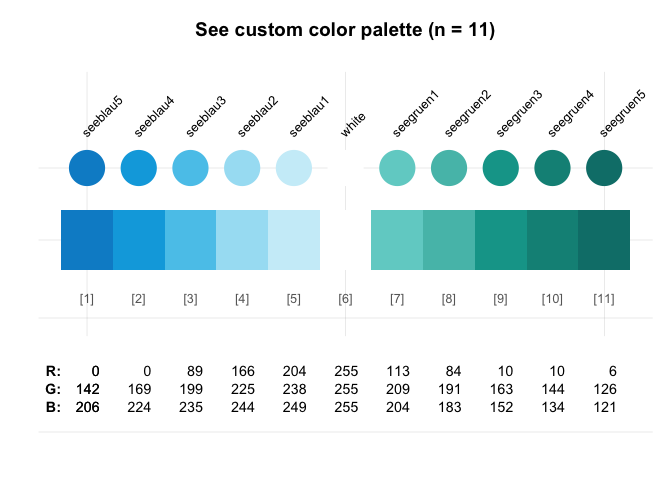 See custom color palette (n = 11)
seeblau5 seeblau4 seeblau3 seeblau2 seeblau1 white seegruen1 seegruen2 seegruen3 seegruen4 seegruen5
[1] [2] [3] [4] [5] [6] [7] [8] [9] [10] [11]
R: 0 0 89 166 204 255 113 84 10 10 6
G: 142 169 199 225 238 255 209 191 163 144 126
B: 206 224 235 244 249 255 204 183 152 134 121